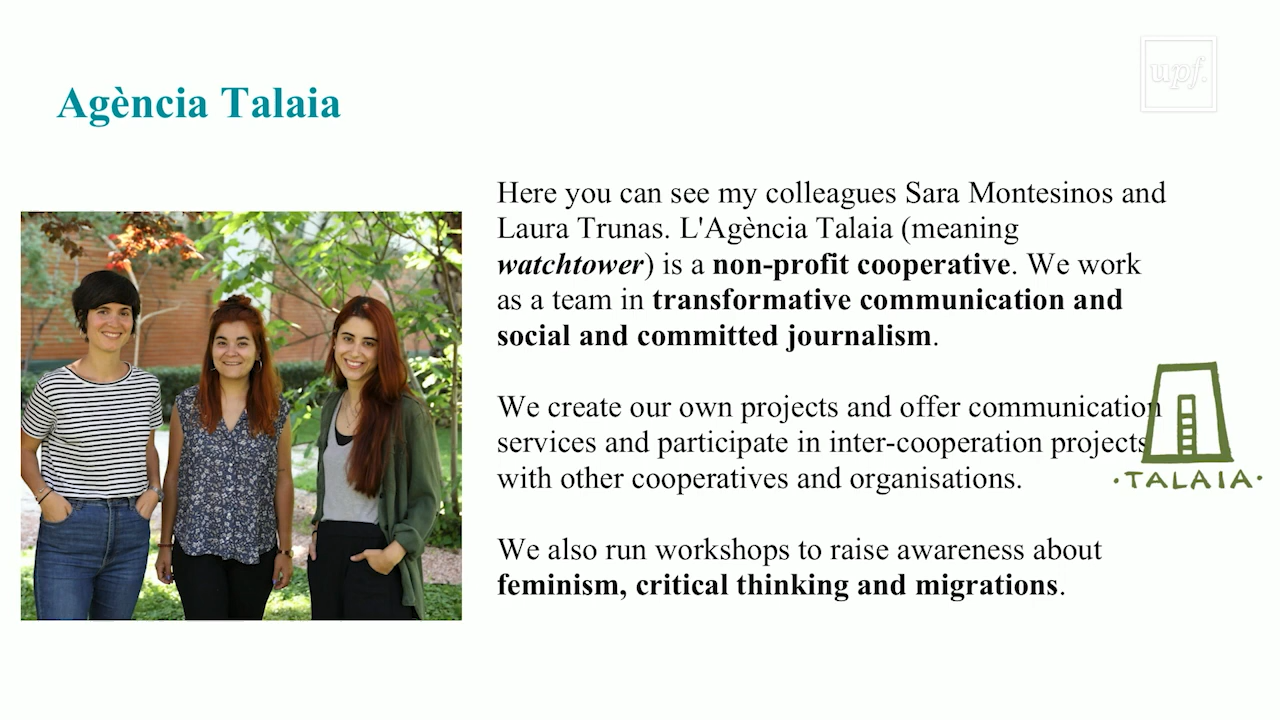 upf.
Agència Talaia
Here you can see my colleagues Sara Montesinos and
Laura Trunas. L'Agència Talaia (meaning
watchtower) is a non-profit cooperative. We work
as a team in transformative communication and
social and committed journalism.
We create our own projects and offer communication
services and participate in inter-cooperation projects
with other cooperatives and organisations.
·TALAIA·
We also run workshops to raise awareness about
feminism, critical thinking and migrations.